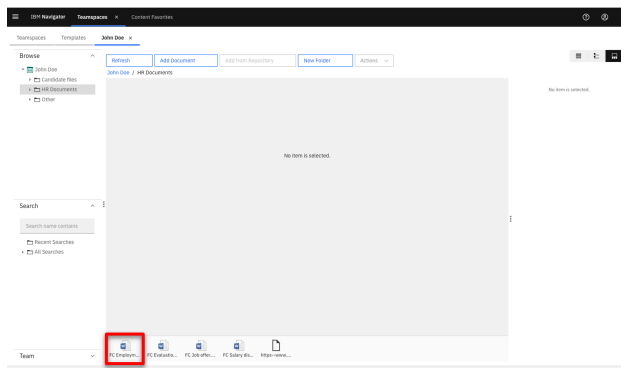 IBM Navigator Teamspaces × Content Favorites
Teamspaces Templates John Doe ×
Browse
John Doe
Candidate files
HR Documents
Other
Refresh Add Document Add from Repository New Folder Actions
John Doe / HR Documents
No item is selected.
No item is selected.
Search
Search name contains
Recent Searches
All Searches
FC Employm... FC Evaluatio... FC Job offer.... FC Salary dis... https--www....
Team